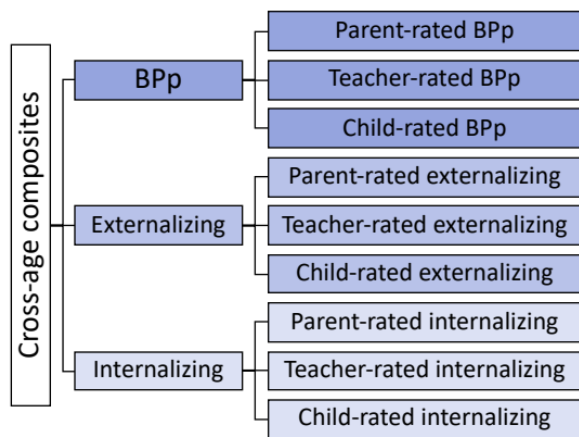 Cross-age composites
BPp
Parent-rated BPp
Teacher-rated BPp
Child-rated BPp
Externalizing
Parent-rated externalizing
Teacher-rated externalizing
Child-rated externalizing
Internalizing
Parent-rated internalizing
Teacher-rated internalizing
Child-rated internalizing